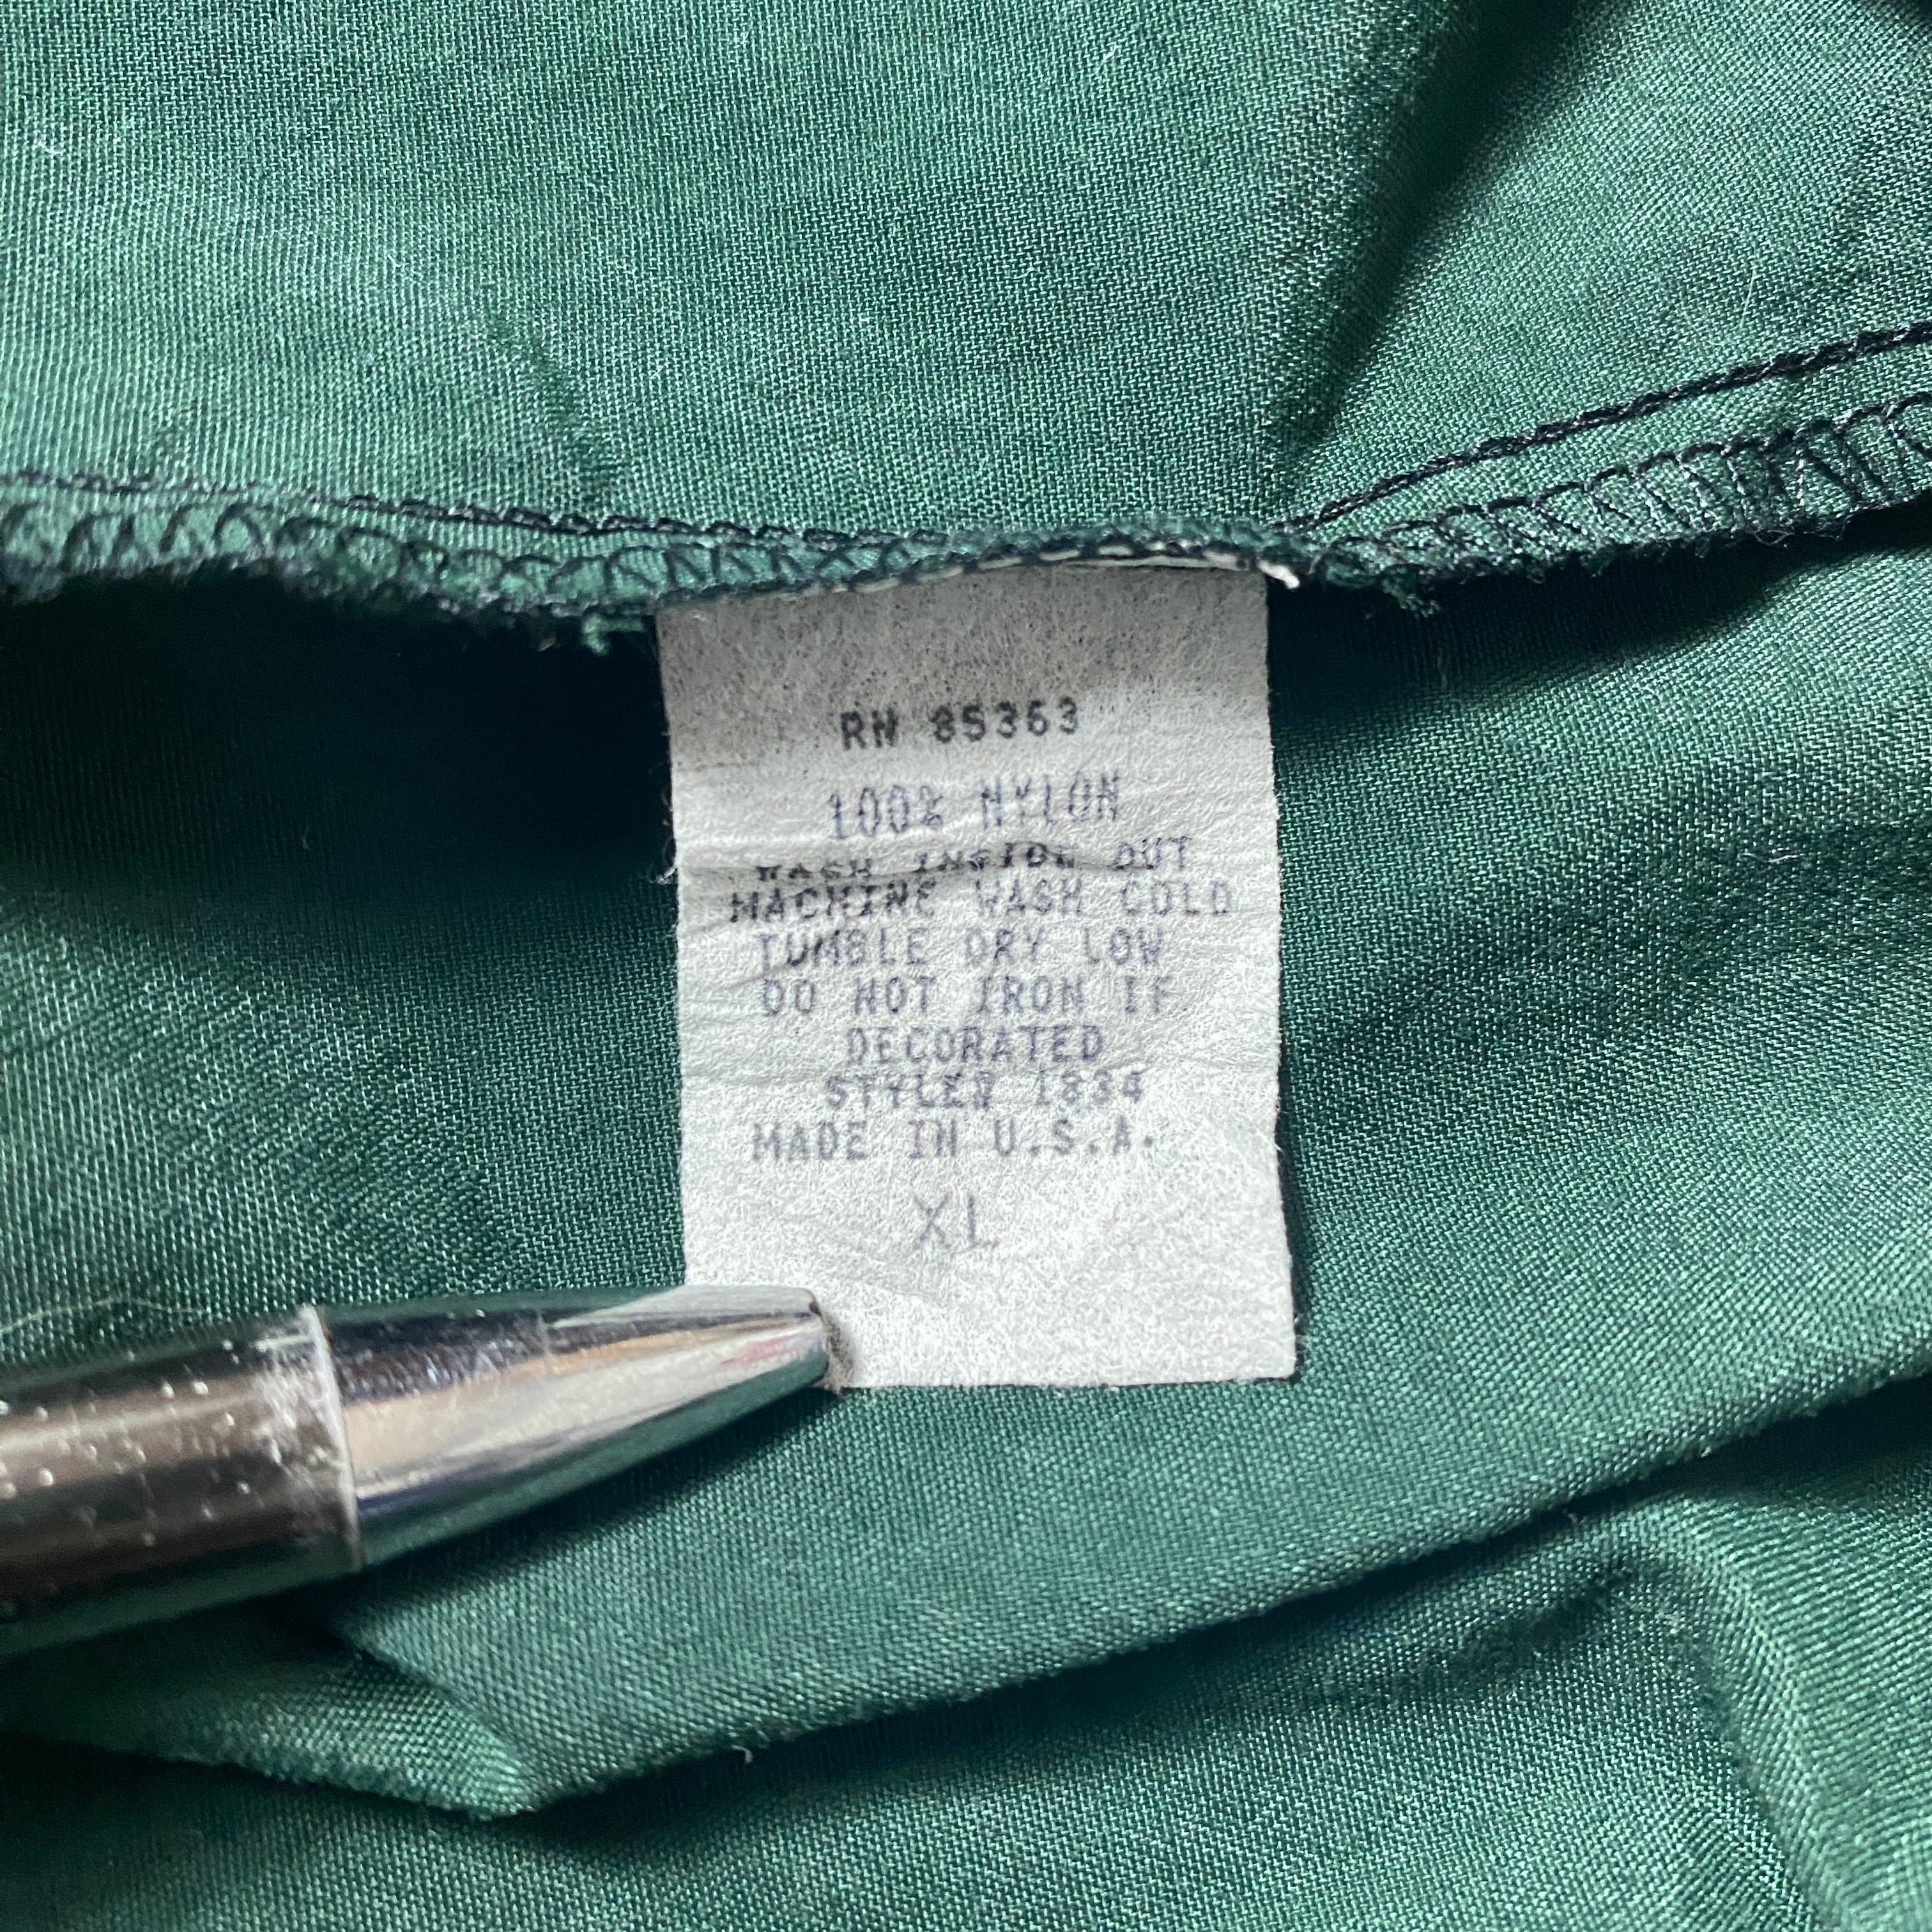 RN 85363
100% NYLON
WASH INSIDE OUT
MACHINE WASH COLD
TUMBLE DRY LOW
DO NOT IRON IF
DECORATED
STYLE# 1834
MADE IN U.S.A.
XL